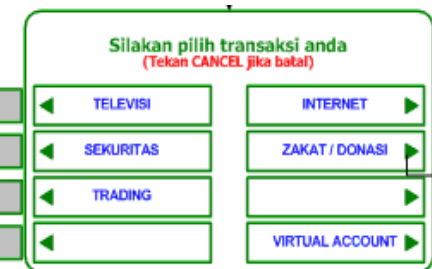 Silakan pilih transaksi anda
(Tekan CANCEL jika batal)
TELEVISI
INTERNET
SEKURITAS
ZAKAT / DONASI
TRADING
VIRTUAL ACCOUNT